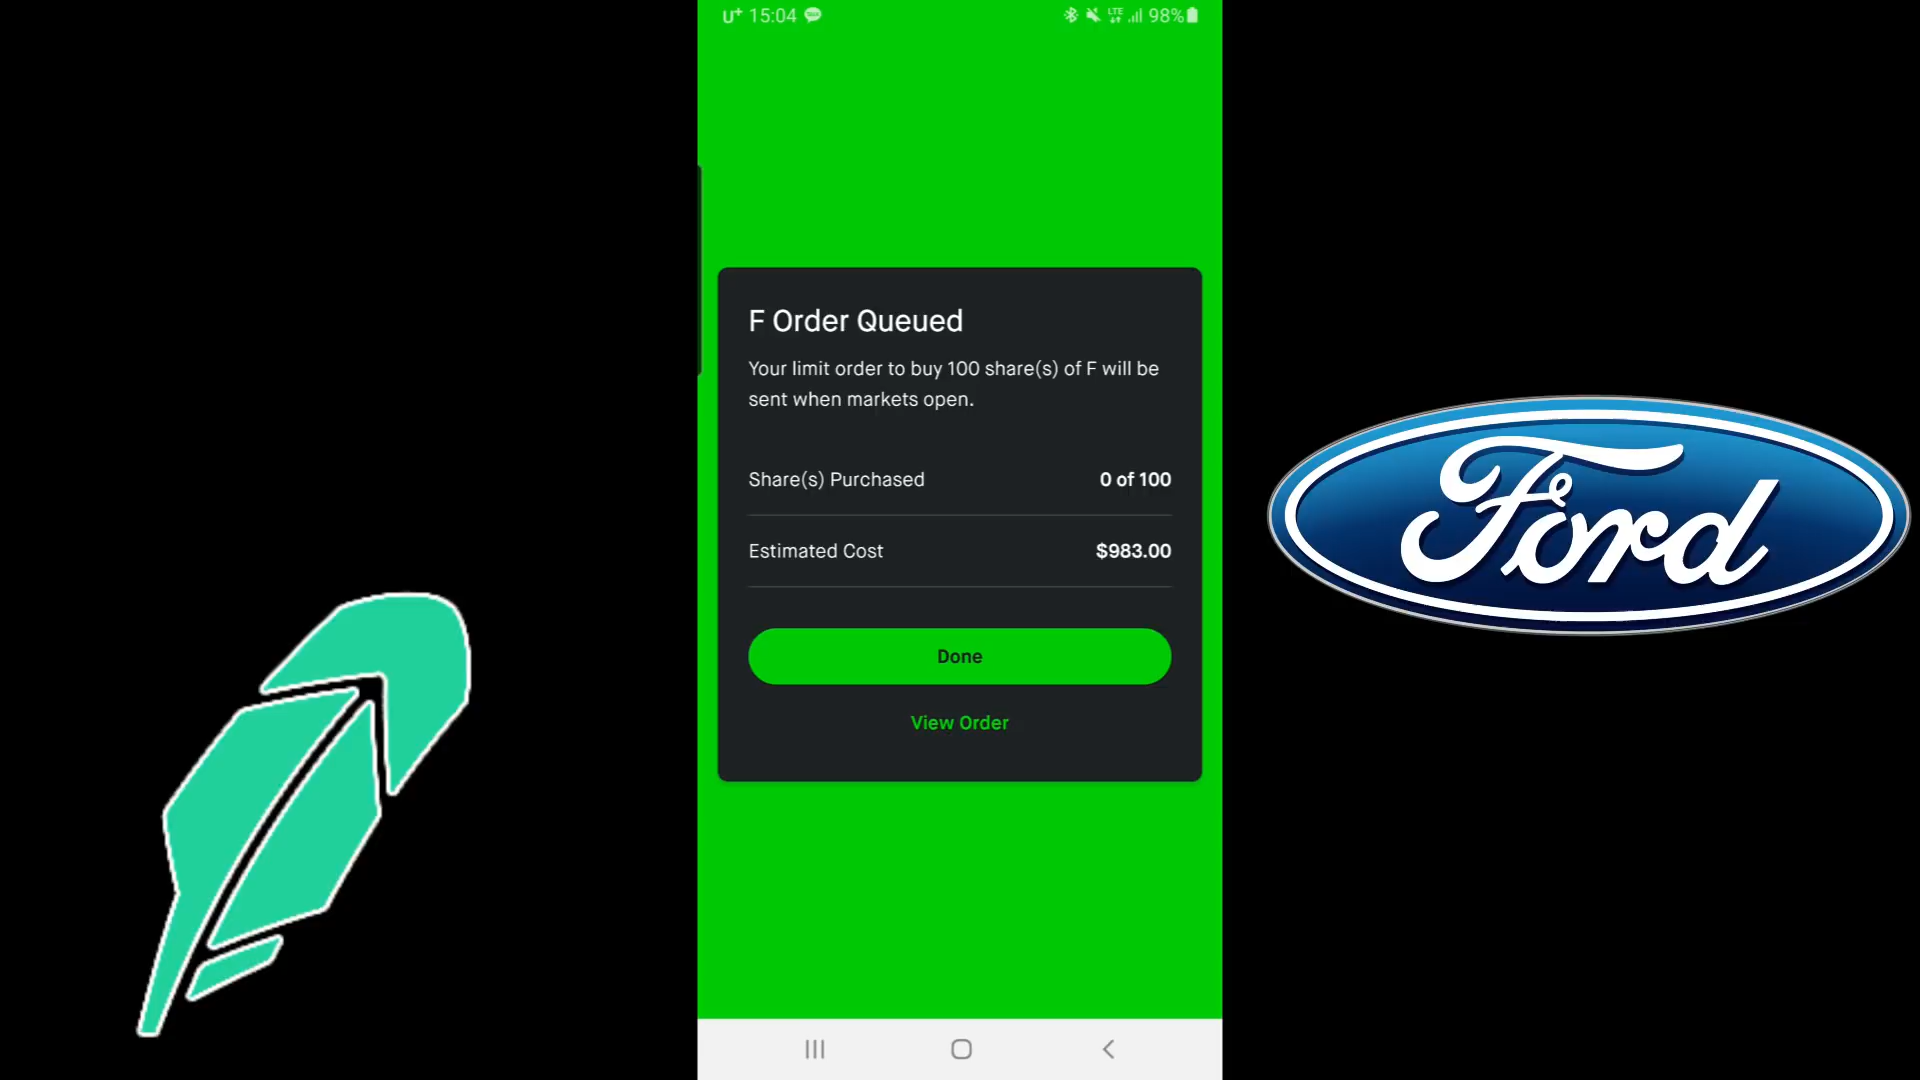 U+ 15:04
LTE 98%
F Order Queued
Your limit order to buy 100 share(s) of F will be
sent when markets open.
Share(s) Purchased 0 of 100
Estimated Cost $983.00
Done
View Order
Ford